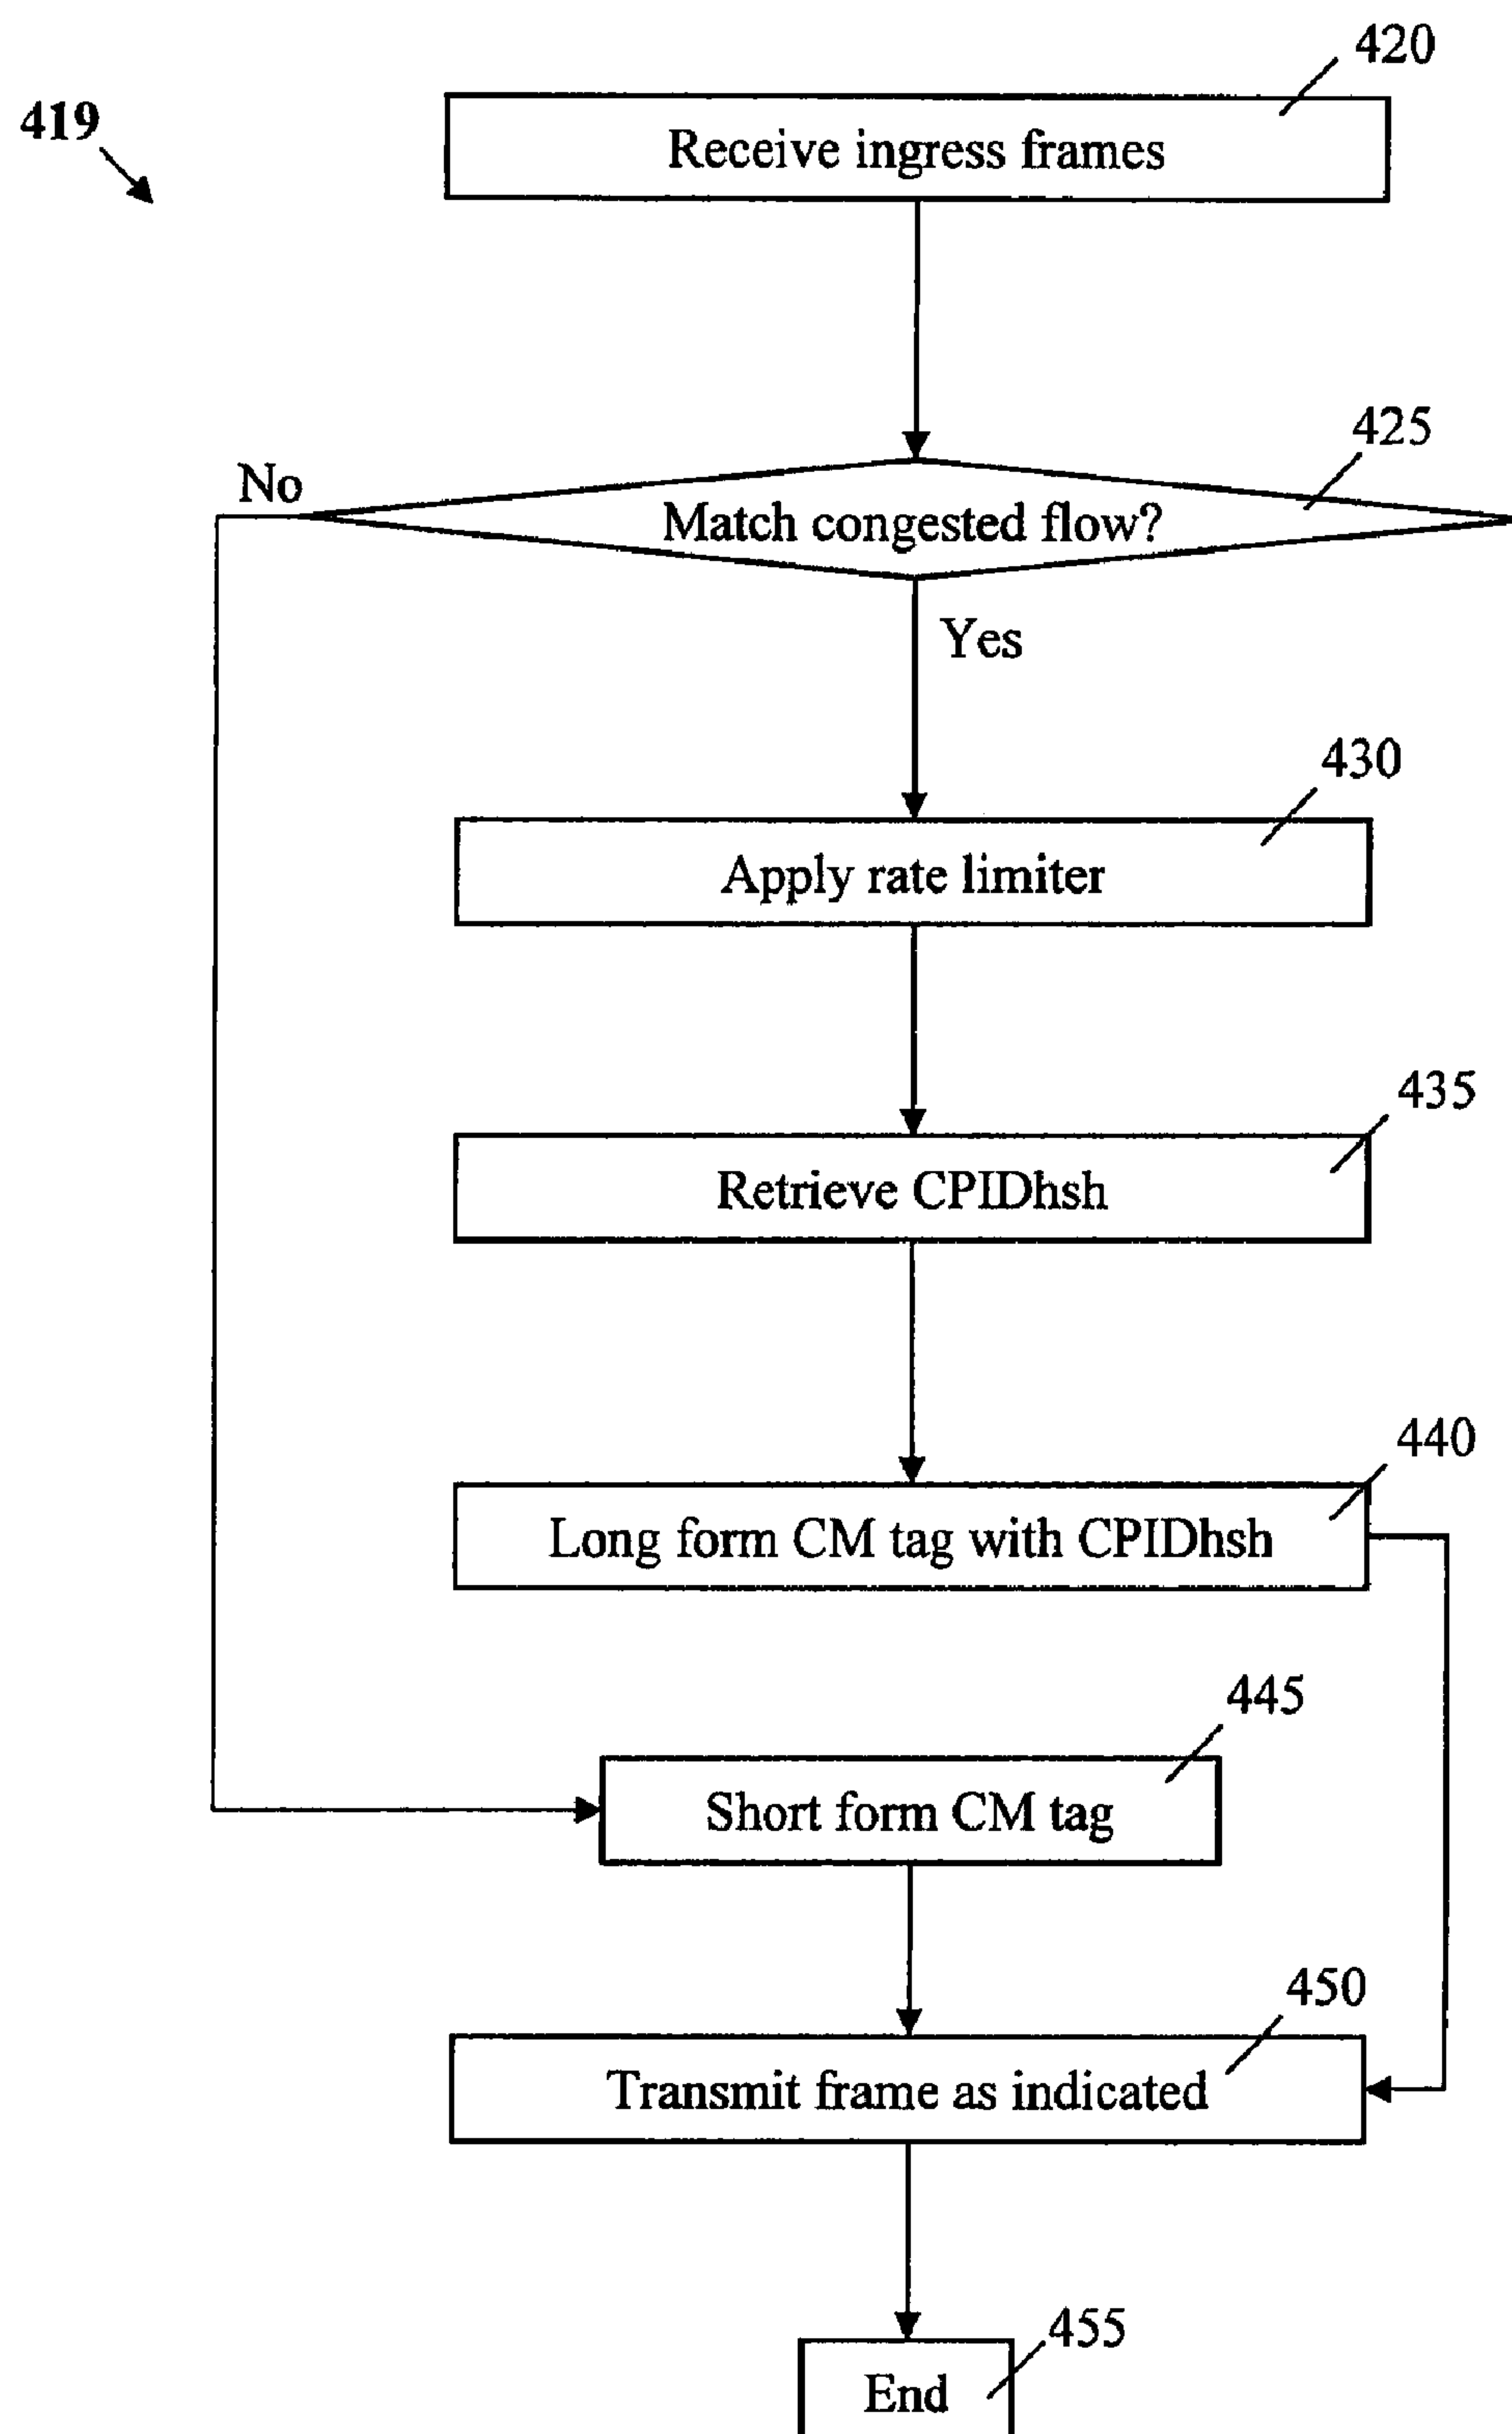 420
419
Receive ingress frames
425
No
Match congested flow?
Yes
430
Apply rate limiter
435
Retrieve CPIDhsh
440
Long form CM tag with CPIDhsh
445
Short form CM tag
450
Transmit frame as indicated
455
End